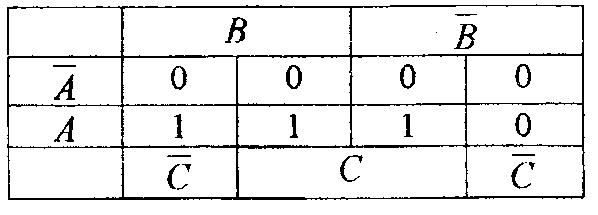 B B̅
A̅ 0 0 0 0
A 1 1 1 0
C̅ C C̅